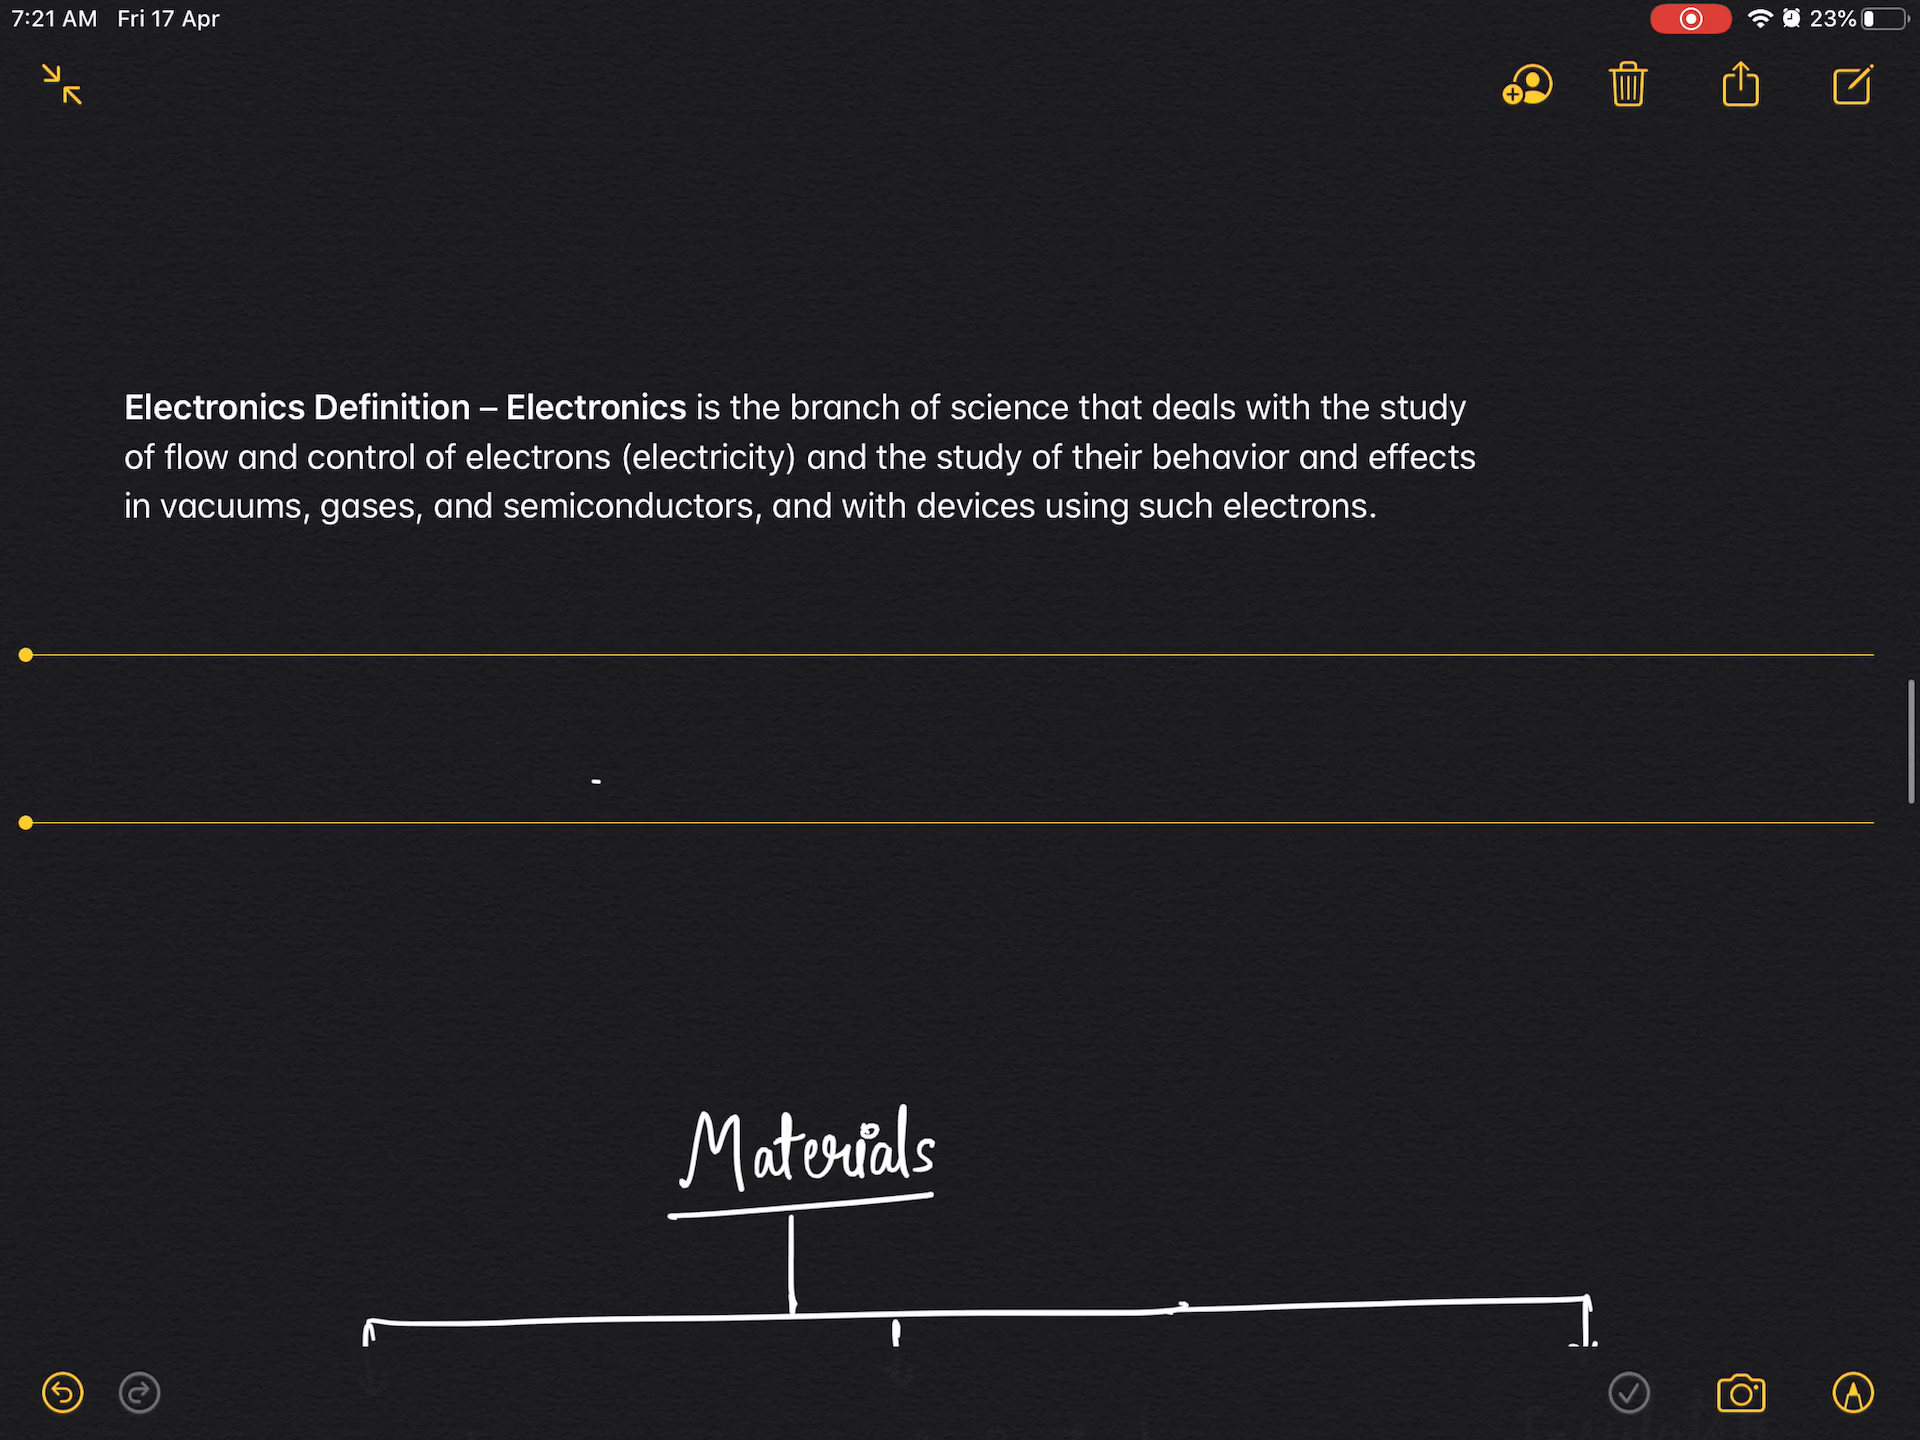 7:21 AM Fri 17 Apr
23%
Electronics Definition – Electronics is the branch of science that deals with the study
of flow and control of electrons (electricity) and the study of their behavior and effects
in vacuums, gases, and semiconductors, and with devices using such electrons.
Materials